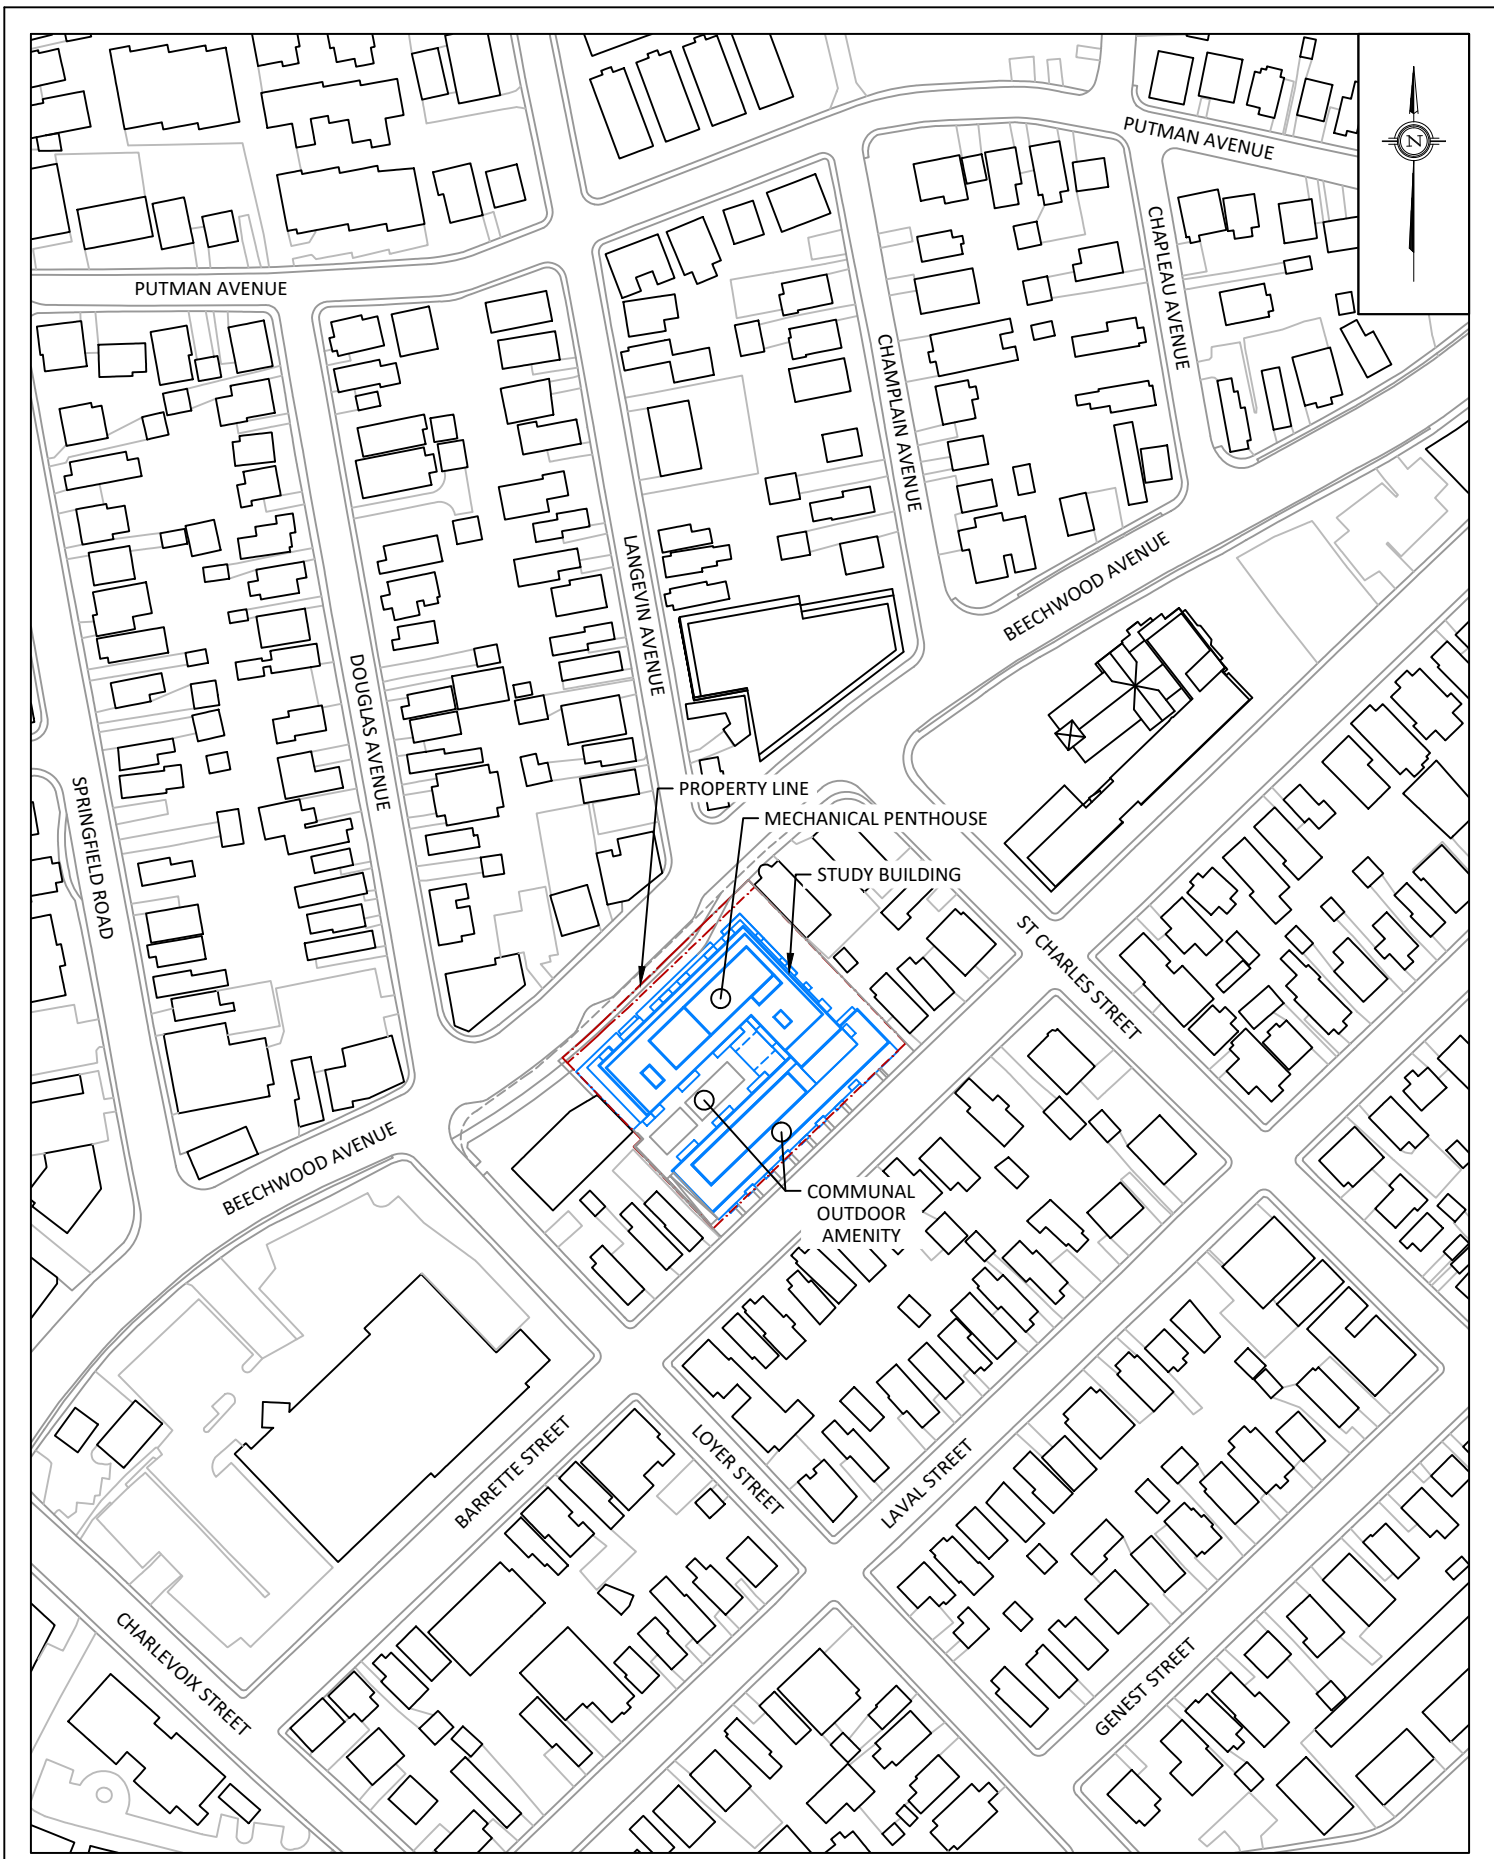 PUTMAN AVENUE
N
PUTMAN AVENUE
CHAPLEAU AVENUE
CHAMPLAIN AVENUE
LANGEVIN AVENUE
BEECHWOOD AVENUE
DOUGLAS AVENUE
SPRINGFIELD ROAD
PROPERTY LINE
MECHANICAL PENTHOUSE
STUDY BUILDING
ST CHARLES STREET
BEECHWOOD AVENUE
COMMUNAL
OUTDOOR
AMENITY
BARRETTE STREET
LOYER STREET
LAVAL STREET
CHARLEVOIX STREET
GENEST STREET